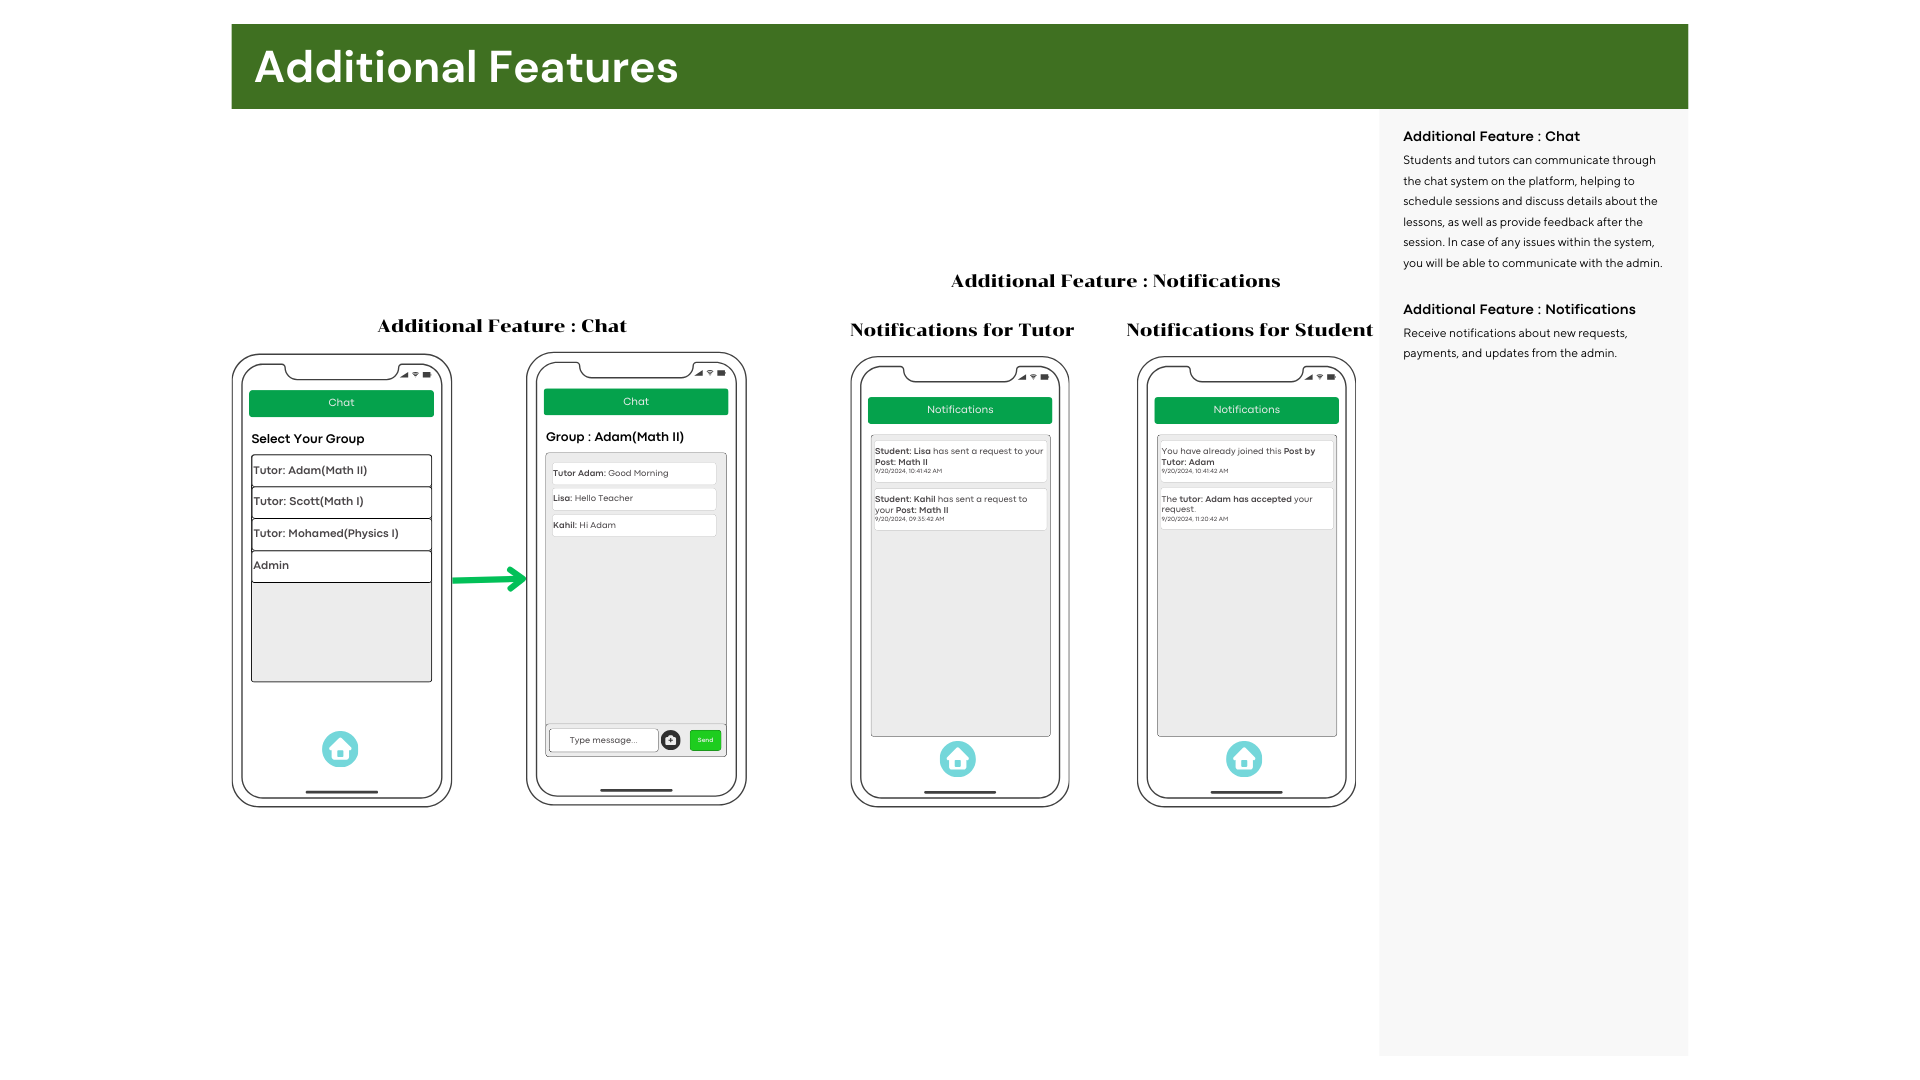 Additional Features
Additional Feature : Chat
Chat
Select Your Group
Tutor: Adam(Math II)
Tutor: Scott(Math I)
Tutor: Mohamed(Physics I)
Admin
Chat
Group : Adam(Math II)
Tutor Adam: Good Morning
Lisa: Hello Teacher
Kahil: Hi Adam
Type message...
Send
Additional Feature : Notifications
Notifications for Tutor
Notifications
Student: Lisa has sent a request to your
Post: Math II
9/20/2024, 10:41:42 AM
Student: Kahil has sent a request to
your Post: Math II
9/20/2024, 09:35:42 AM
Notifications for Student
Notifications
You have already joined this Post by
Tutor: Adam
9/20/2024, 10:41:42 AM
The tutor: Adam has accepted your
request.
9/20/2024, 11:20:42 AM
Additional Feature : Chat
Students and tutors can communicate through
the chat system on the platform, helping to
schedule sessions and discuss details about the
lessons, as well as provide feedback after the
session. In case of any issues within the system,
you will be able to communicate with the admin.
Additional Feature : Notifications
Receive notifications about new requests,
payments, and updates from the admin.